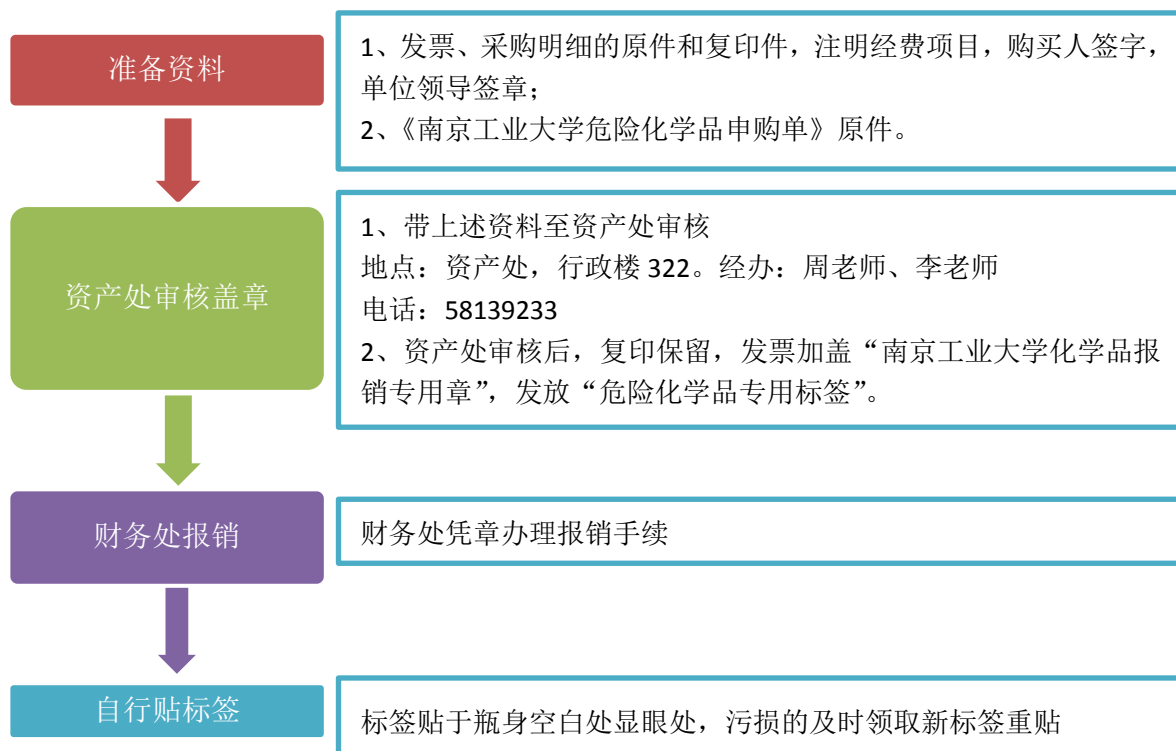 准备资料
1、发票、采购明细的原件和复印件，注明经费项目，购买人签字，
单位领导签章；
2、《南京工业大学危险化学品申购单》原件。
资产处审核盖章
1、带上述资料至资产处审核
地点：资产处，行政楼 322。经办：周老师、李老师
电话：58139233
2、资产处审核后，复印保留，发票加盖“南京工业大学化学品报
销专用章”，发放“危险化学品专用标签”。
财务处报销
财务处凭章办理报销手续
自行贴标签
标签贴于瓶身空白处显眼处，污损的及时领取新标签重贴